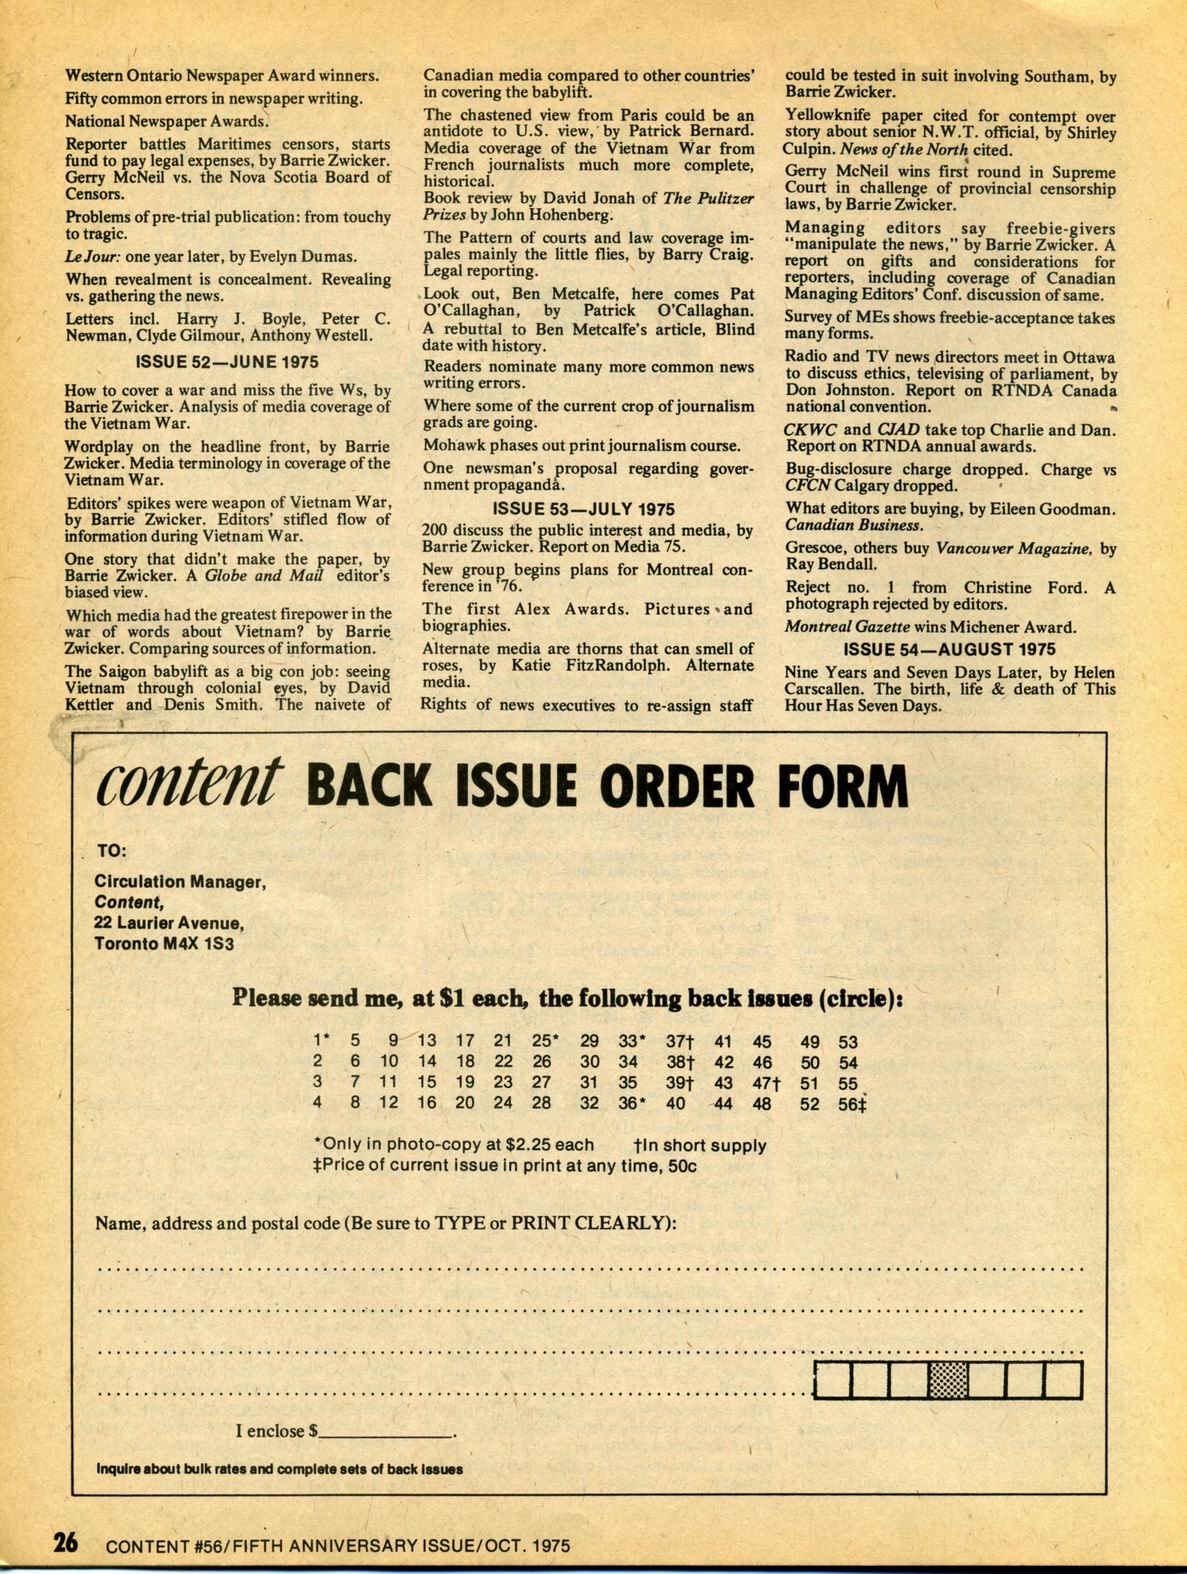 Western Ontario Newspaper Award winners.
Fifty common errors in newspaper writing.
National Newspaper Awards.
Reporter battles Maritimes censors, starts
fund to pay legal expenses, by Barrie Zwicker.
Gerry McNeil vs. the Nova Scotia Board of
Censors.
Problems of pre-trial publication: from touchy
to tragic.
Le Jour: one year later, by Evelyn Dumas.
When revealment is concealment. Revealing
vs. gathering the news.
Letters incl. Harry J. Boyle, Peter C.
Newman, Clyde Gilmour, Anthony Westell.
ISSUE 52—JUNE 1975
How to cover a war and miss the five Ws, by
Barrie Zwicker. Analysis of media coverage of
the Vietnam War.
Wordplay on the headline front, by Barrie
Zwicker. Media terminology in coverage of the
Vietnam War.
Editors' spikes were weapon of Vietnam War,
by Barrie Zwicker. Editors' stifled flow of
information during Vietnam War.
One story that didn't make the paper, by
Barrie Zwicker. A Globe and Mail editor's
biased view.
Which media had the greatest firepower in the
war of words about Vietnam? by Barrie
Zwicker. Comparing sources of information.
The Saigon babylift as a big con job: seeing
Vietnam through colonial eyes, by David
Kettler and Denis Smith. The naivete of
Canadian media compared to other countries'
in covering the babylift.
The chastened view from Paris could be an
antidote to U.S. view, by Patrick Bernard.
Media coverage of the Vietnam War from
French journalists much more complete,
historical.
Book review by David Jonah of The Pulitzer
Prizes by John Hohenberg.
The Pattern of courts and law coverage im-
pales mainly the little flies, by Barry Craig.
Legal reporting.
Look out, Ben Metcalfe, here comes Pat
O'Callaghan, by Patrick O'Callaghan.
A rebuttal to Ben Metcalfe's article, Blind
date with history.
Readers nominate many more common news
writing errors.
Where some of the current crop of journalism
grads are going.
Mohawk phases out print journalism course.
One newsman's proposal regarding gover-
nment propaganda.
ISSUE 53—JULY 1975
200 discuss the public interest and media, by
Barrie Zwicker. Report on Media 75.
New group begins plans for Montreal con-
ference in '76.
The first Alex Awards. Pictures and
biographies.
Alternate media are thorns that can smell of
roses, by Katie FitzRandolph. Alternate
media.
Rights of news executives to re-assign staff
could be tested in suit involving Southam, by
Barrie Zwicker.
Yellowknife paper cited for contempt over
story about senior N.W.T. official, by Shirley
Culpin. News of the North cited.
Gerry McNeil wins first round in Supreme
Court in challenge of provincial censorship
laws, by Barrie Zwicker.
Managing editors say freebie-givers
"manipulate the news," by Barrie Zwicker. A
report on gifts and considerations for
reporters, including coverage of Canadian
Managing Editors' Conf. discussion of same.
Survey of MEs shows freebie-acceptance takes
many forms.
Radio and TV news directors meet in Ottawa
to discuss ethics, televising of parliament, by
Don Johnston. Report on RTNDA Canada
national convention.
CKWC and CJAD take top Charlie and Dan.
Report on RTNDA annual awards.
Bug-disclosure charge dropped. Charge vs
CFCN Calgary dropped.
What editors are buying, by Eileen Goodman.
Canadian Business.
Grescoe, others buy Vancouver Magazine, by
Ray Bendall.
Reject no. 1 from Christine Ford. A
photograph rejected by editors.
Montreal Gazette wins Michener Award.
ISSUE 54—AUGUST 1975
Nine Years and Seven Days Later, by Helen
Carscallen. The birth, life & death of This
Hour Has Seven Days.
content BACK ISSUE ORDER FORM
TO:
Circulation Manager,
Content,
22 Laurier Avenue,
Toronto M4X 1S3
Please send me, at $1 each, the following back issues (circle):
1* 5 9 13 17 21 25* 29 33* 37† 41 45 49 53
2 6 10 14 18 22 26 30 34 38† 42 46 50 54
3 7 11 15 19 23 27 31 35 39† 43 47† 51 55
4 8 12 16 20 24 28 32 36* 40 44 48 52 56‡
*Only in photo-copy at $2.25 each †In short supply
‡Price of current issue in print at any time, 50c
Name, address and postal code (Be sure to TYPE or PRINT CLEARLY):
I enclose $____________.
Inquire about bulk rates and complete sets of back issues
26 CONTENT #56/FIFTH ANNIVERSARY ISSUE/OCT. 1975